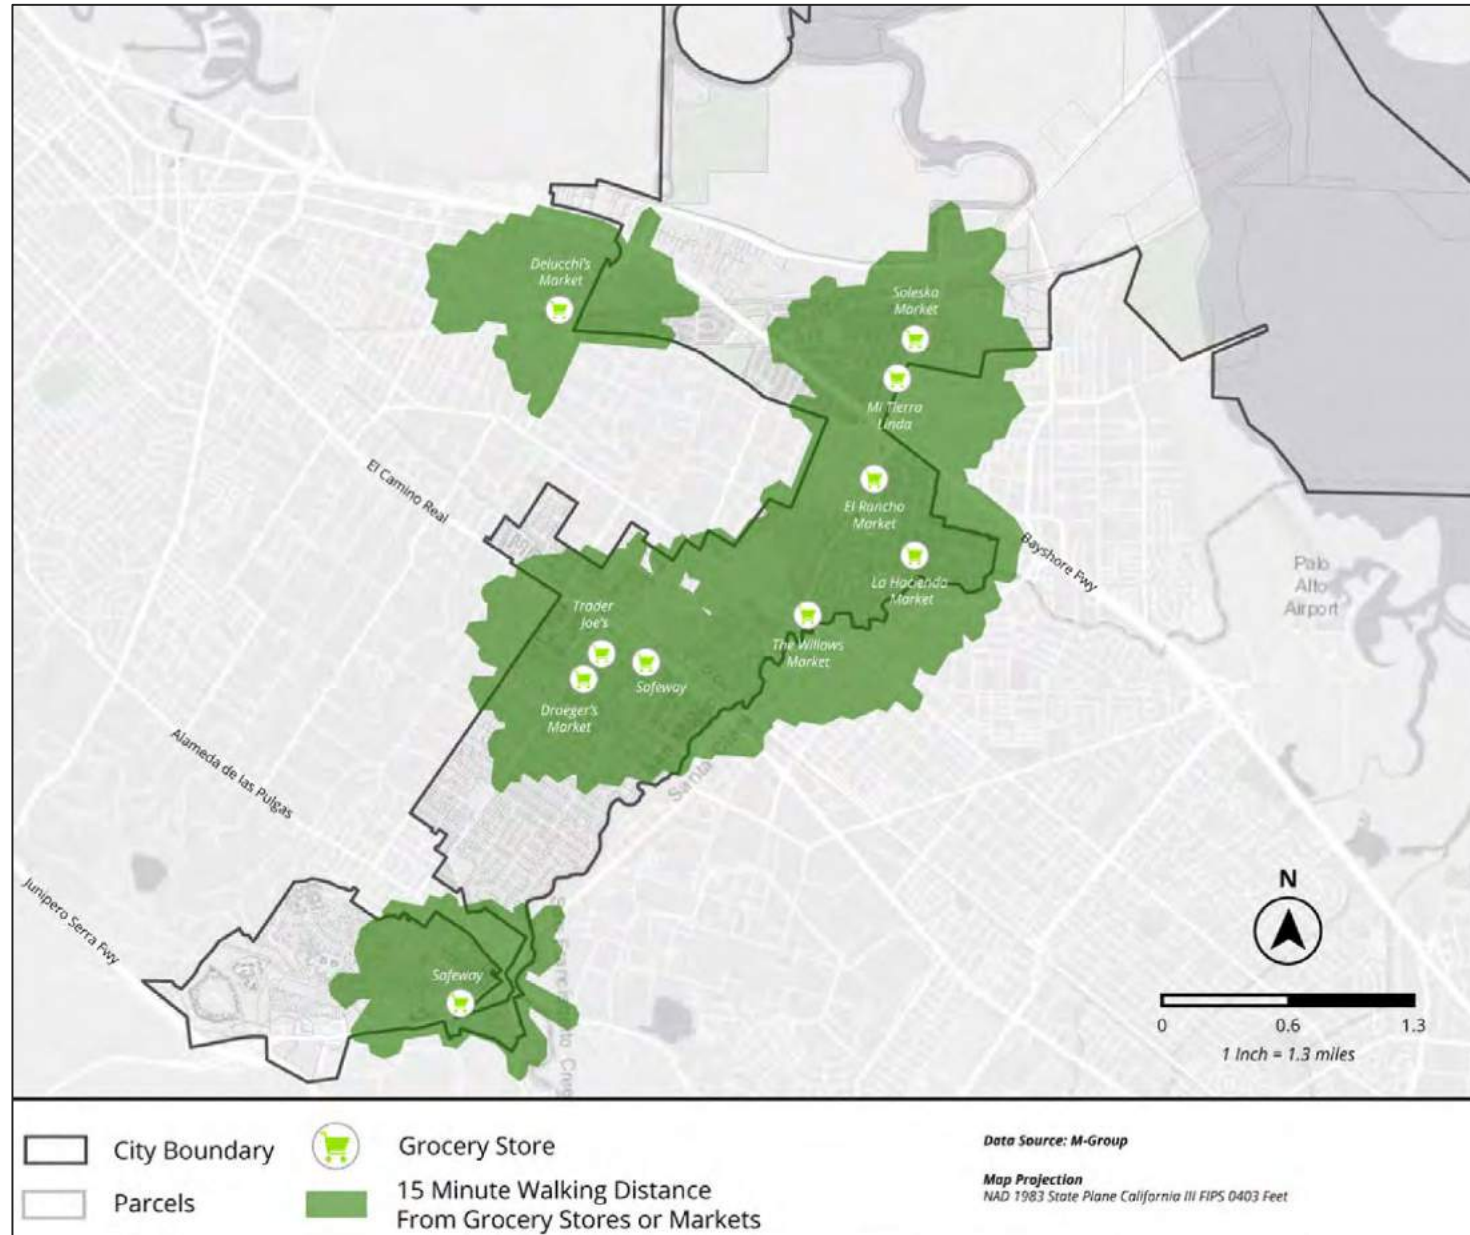 Delucchi's
Market
Soleska
Market
Mi Tierra
Linda
El Camino Real
El Rancho
Market
Bayshore Fwy
Palo
Alto
Airport
La Hacienda
Market
Trader
Joe's
The Willows
Market
Safeway
Draeger's
Market
Alameda de las Pulgas
Junipero Serra Fwy
Safeway
N
0 0.6 1.3
1 Inch = 1.3 miles
City Boundary
Grocery Store
Parcels
15 Minute Walking Distance
From Grocery Stores or Markets
Data Source: M-Group
Map Projection
NAD 1983 State Plane California III FIPS 0403 Feet